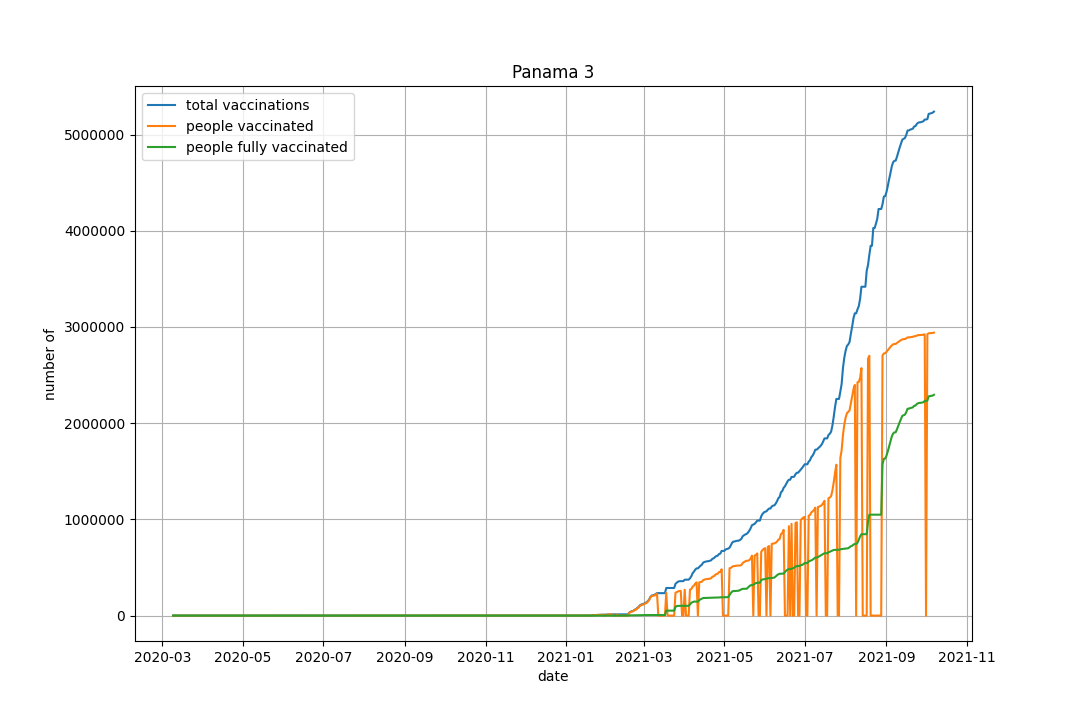 Panama 3
total vaccinations
people vaccinated
people fully vaccinated
number of
5000000
4000000
3000000
2000000
1000000
0
2020-03 2020-05 2020-07 2020-09 2020-11 2021-01 2021-03 2021-05 2021-07 2021-09 2021-11
date